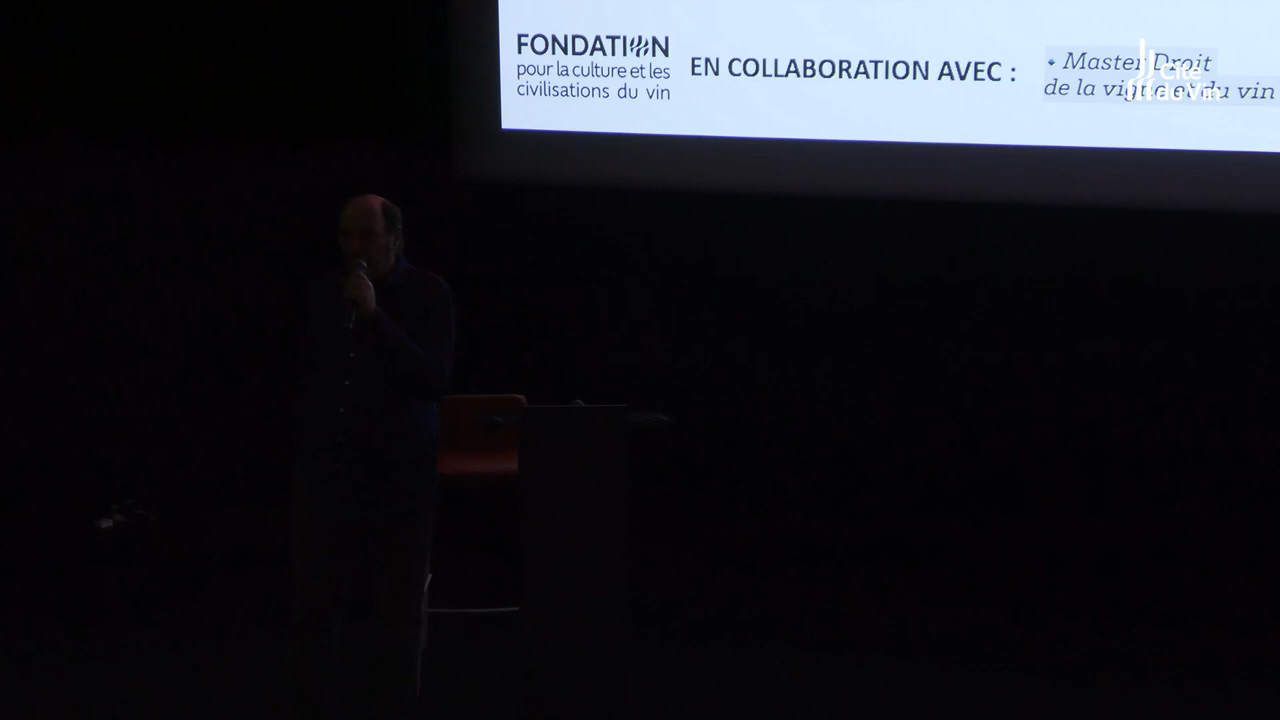 FONDATION
pour la culture et les
civilisations du vin
EN COLLABORATION AVEC :
• Master Droit
de la vigne et du vin
Cité
du Vin